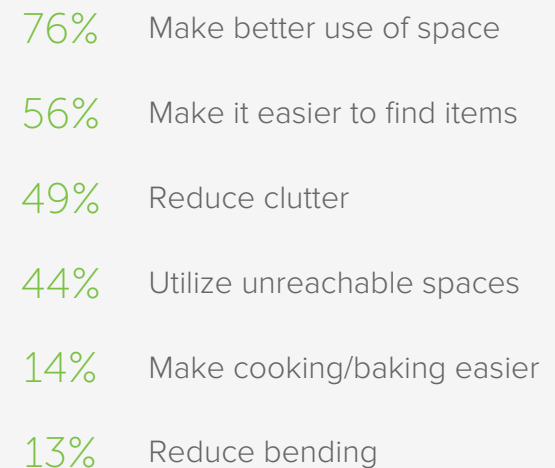 76% Make better use of space
56% Make it easier to find items
49% Reduce clutter
44% Utilize unreachable spaces
14% Make cooking/baking easier
13% Reduce bending